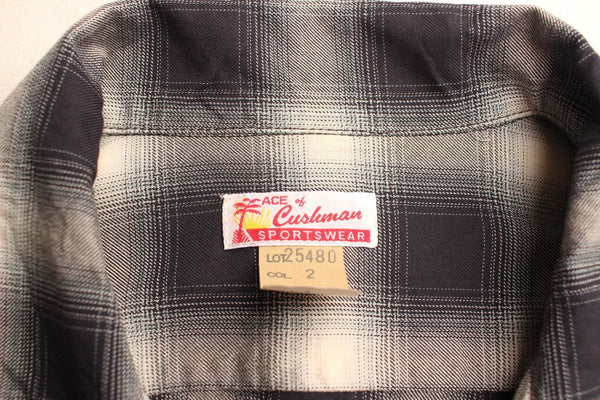 ACE of
Cushman
SPORTSWEAR
LOT 25480
COL. 2